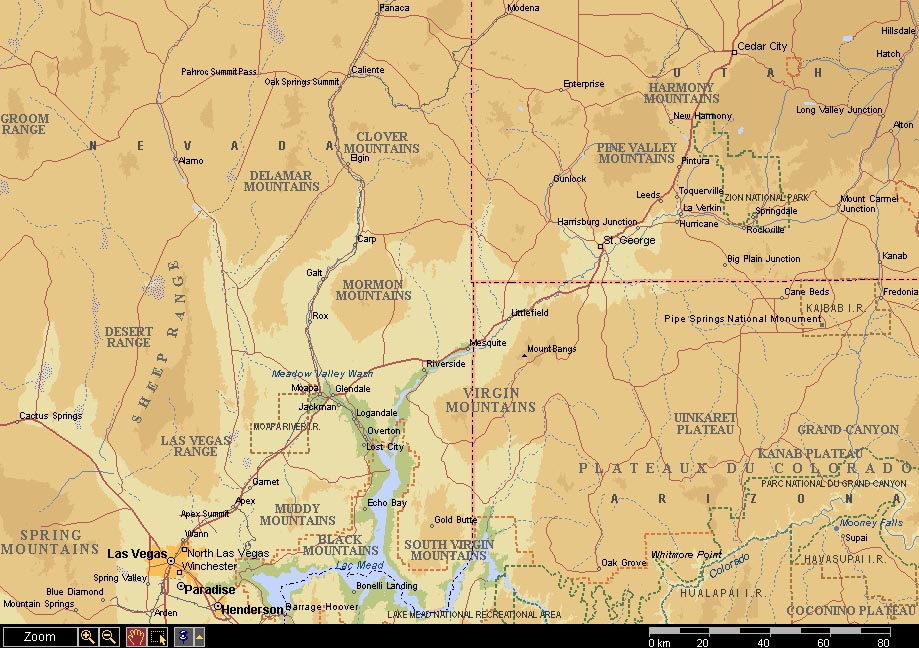 Panaca
Modena
Hillsdale
Cedar City
Hatch
Pahroc Summit Pass
Caliente
Oak Springs Summit
Enterprise
U T A H
HARMONY
MOUNTAINS
Long Valley Junction
GROOM
RANGE
New Harmony
Alton
N E V A D A
CLOVER
MOUNTAINS
PINE VALLEY
MOUNTAINS
Alamo
Elgin
Pintura
DELAMAR
MOUNTAINS
Gunlock
Leeds
Toquerville
ZION NATIONAL PARK
Mount Carmel
Junction
La Verkin
Springdale
Harrisburg Junction
Hurricane
Rockville
Carp
St. George
Big Plain Junction
Kanab
Galt
MORMON
MOUNTAINS
Cane Beds
Fredonia
KAIBAB I.R.
SHEEP RANGE
Rox
Littlefield
Pipe Springs National Monument
DESERT
RANGE
Mesquite
Mount Bangs
Riverside
Meadow Valley Wash
Moapa
Glendale
VIRGIN
MOUNTAINS
Jackman
Logandale
Cactus Springs
MOAPA RIVER I.R.
UINKARET
PLATEAU
GRAND CANYON
Overton
LAS VEGAS
RANGE
Lost City
KANAB PLATEAU
PLATEAUX DU COLORADO
Garnet
PARC NATIONAL DU GRAND CANYON
Apex
Echo Bay
A R I Z O N A
Apex Summit
MUDDY
MOUNTAINS
Gold Butte
Mooney Falls
SPRING
MOUNTAINS
Wann
Supai
BLACK
MOUNTAINS
SOUTH VIRGIN
MOUNTAINS
Las Vegas
North Las Vegas
Whitmore Point
HAVASUPAI I.R.
Winchester
Lac Mead
Oak Grove
Colorado
Spring Valley
Paradise
Bonelli Landing
Blue Diamond
HUALAPAI I.R.
Mountain Springs
Henderson
Barrage Hoover
COCONINO PLATEAU
Arden
LAKE MEAD NATIONAL RECREATIONAL AREA
Zoom
0 km 20 40 60 80